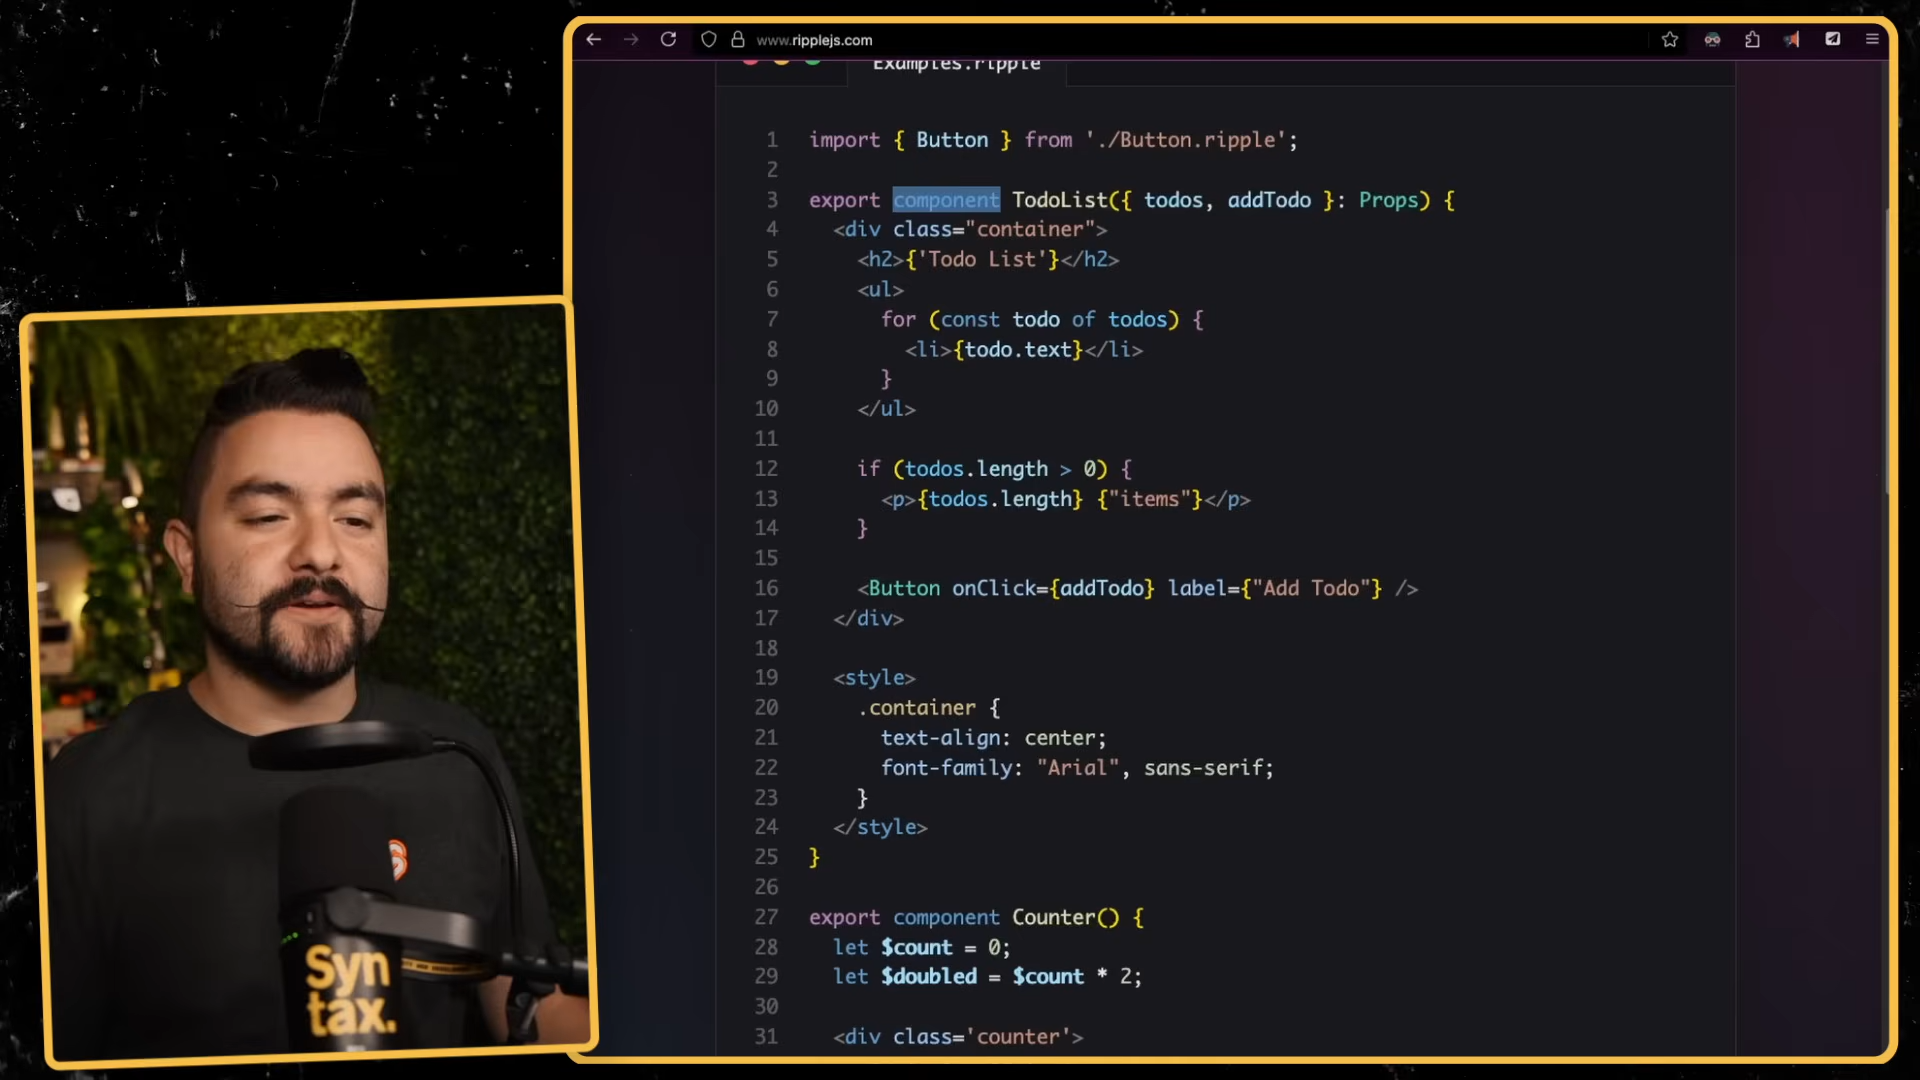 www.ripplejs.com
Examples.ripple
1 import { Button } from './Button.ripple';
2
3 export component TodoList({ todos, addTodo }: Props) {
4 <div class="container">
5 <h2>{'Todo List'}</h2>
6 <ul>
7 for (const todo of todos) {
8 <li>{todo.text}</li>
9 }
10 </ul>
11
12 if (todos.length > 0) {
13 <p>{todos.length} {"items"}</p>
14 }
15
16 <Button onClick={addTodo} label={"Add Todo"} />
17 </div>
18
19 <style>
20 .container {
21 text-align: center;
22 font-family: "Arial", sans-serif;
23 }
24 </style>
25 }
26
27 export component Counter() {
28 let $count = 0;
29 let $doubled = $count * 2;
30
31 <div class='counter'>
Syn
tax.